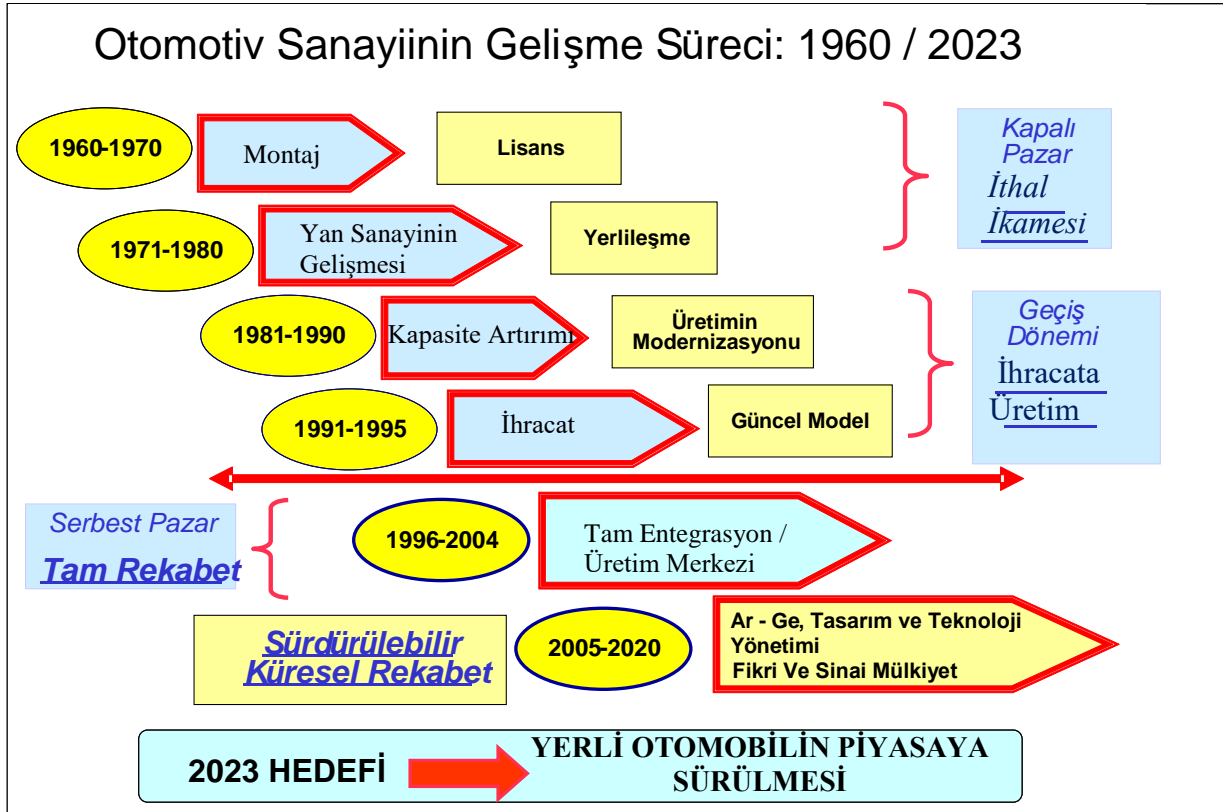 Otomotiv Sanayiinin Gelişme Süreci: 1960 / 2023
1960-1970
Montaj
Lisans
Kapalı
Pazar
İthal
İkamesi
1971-1980
Yan Sanayinin
Gelişmesi
Yerlileşme
1981-1990
Kapasite Artırımı
Üretimin
Modernizasyonu
Geçiş
Dönemi
İhracata
Üretim
1991-1995
İhracat
Güncel Model
Serbest Pazar
Tam Rekabet
1996-2004
Tam Entegrasyon /
Üretim Merkezi
Sürdürülebilir
Küresel Rekabet
2005-2020
Ar - Ge, Tasarım ve Teknoloji
Yönetimi
Fikri Ve Sinai Mülkiyet
2023 HEDEFİ
YERLİ OTOMOBİLİN PİYASAYA
SÜRÜLMESİ